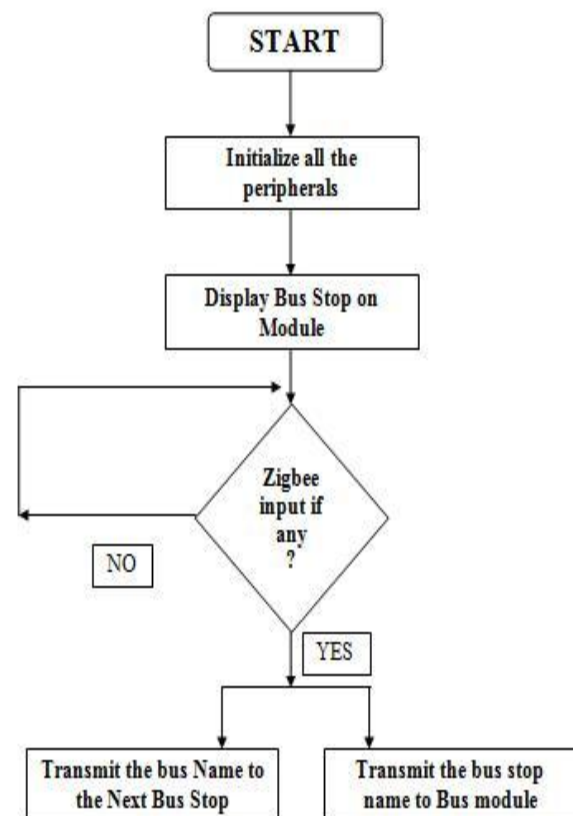 START
Initialize all the
peripherals
Display Bus Stop on
Module
Zigbee
input if
any
?
NO
YES
Transmit the bus Name to
the Next Bus Stop
Transmit the bus stop
name to Bus module